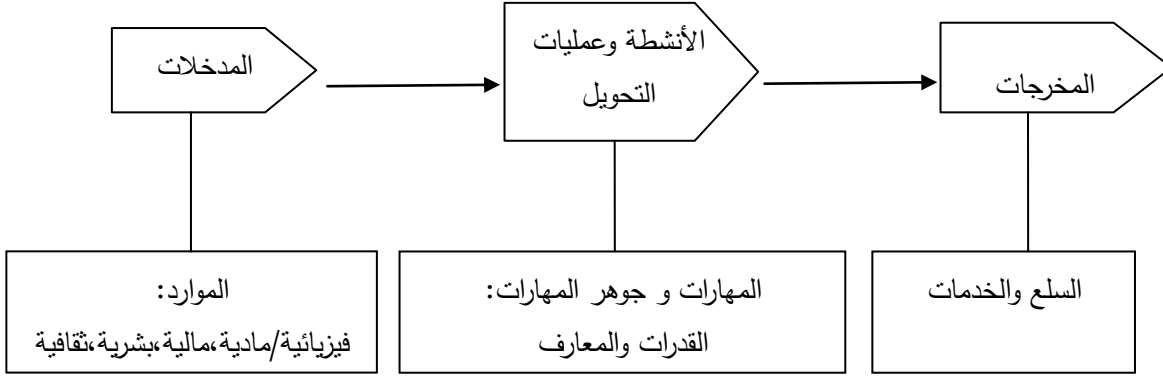 المدخلات
الأنشطة وعمليات
التحويل
المخرجات
الموارد:
فيزيائية/مادية،مالية،بشرية،ثقافية
المهارات و جوهر المهارات:
القدرات والمعارف
السلع والخدمات